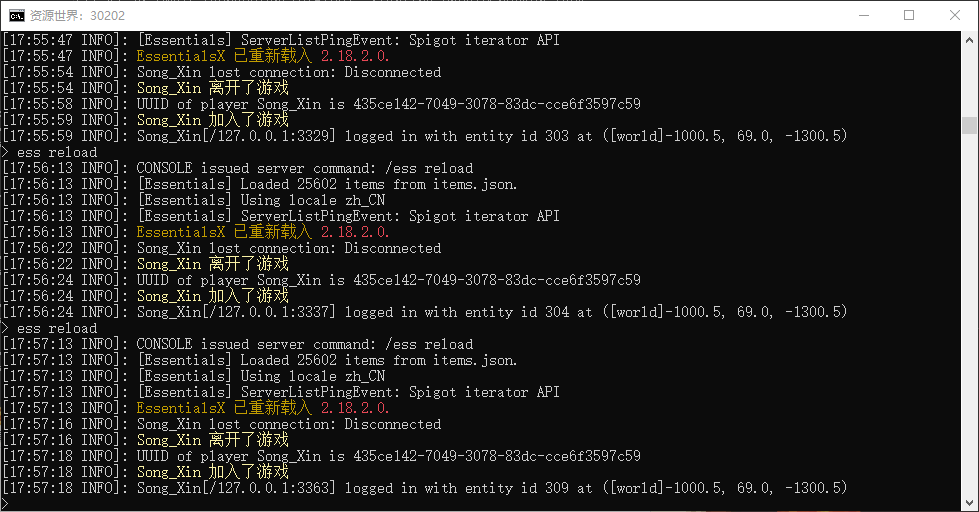 资源世界：30202
[17:55:47 INFO]: [Essentials] ServerListPingEvent: Spigot iterator API
[17:55:47 INFO]: EssentialsX 已重新载入 2.18.2.0.
[17:55:54 INFO]: Song_Xin lost connection: Disconnected
[17:55:54 INFO]: Song_Xin 离开了游戏
[17:55:58 INFO]: UUID of player Song_Xin is 435ce142-7049-3078-83dc-cce6f3597c59
[17:55:59 INFO]: Song_Xin 加入了游戏
[17:55:59 INFO]: Song_Xin[/127.0.0.1:3329] logged in with entity id 303 at ([world]-1000.5, 69.0, -1300.5)
> ess reload
[17:56:13 INFO]: CONSOLE issued server command: /ess reload
[17:56:13 INFO]: [Essentials] Loaded 25602 items from items.json.
[17:56:13 INFO]: [Essentials] Using locale zh_CN
[17:56:13 INFO]: [Essentials] ServerListPingEvent: Spigot iterator API
[17:56:13 INFO]: EssentialsX 已重新载入 2.18.2.0.
[17:56:22 INFO]: Song_Xin lost connection: Disconnected
[17:56:22 INFO]: Song_Xin 离开了游戏
[17:56:24 INFO]: UUID of player Song_Xin is 435ce142-7049-3078-83dc-cce6f3597c59
[17:56:24 INFO]: Song_Xin 加入了游戏
[17:56:24 INFO]: Song_Xin[/127.0.0.1:3337] logged in with entity id 304 at ([world]-1000.5, 69.0, -1300.5)
> ess reload
[17:57:13 INFO]: CONSOLE issued server command: /ess reload
[17:57:13 INFO]: [Essentials] Loaded 25602 items from items.json.
[17:57:13 INFO]: [Essentials] Using locale zh_CN
[17:57:13 INFO]: [Essentials] ServerListPingEvent: Spigot iterator API
[17:57:13 INFO]: EssentialsX 已重新载入 2.18.2.0.
[17:57:16 INFO]: Song_Xin lost connection: Disconnected
[17:57:16 INFO]: Song_Xin 离开了游戏
[17:57:18 INFO]: UUID of player Song_Xin is 435ce142-7049-3078-83dc-cce6f3597c59
[17:57:18 INFO]: Song_Xin 加入了游戏
[17:57:18 INFO]: Song_Xin[/127.0.0.1:3363] logged in with entity id 309 at ([world]-1000.5, 69.0, -1300.5)
>